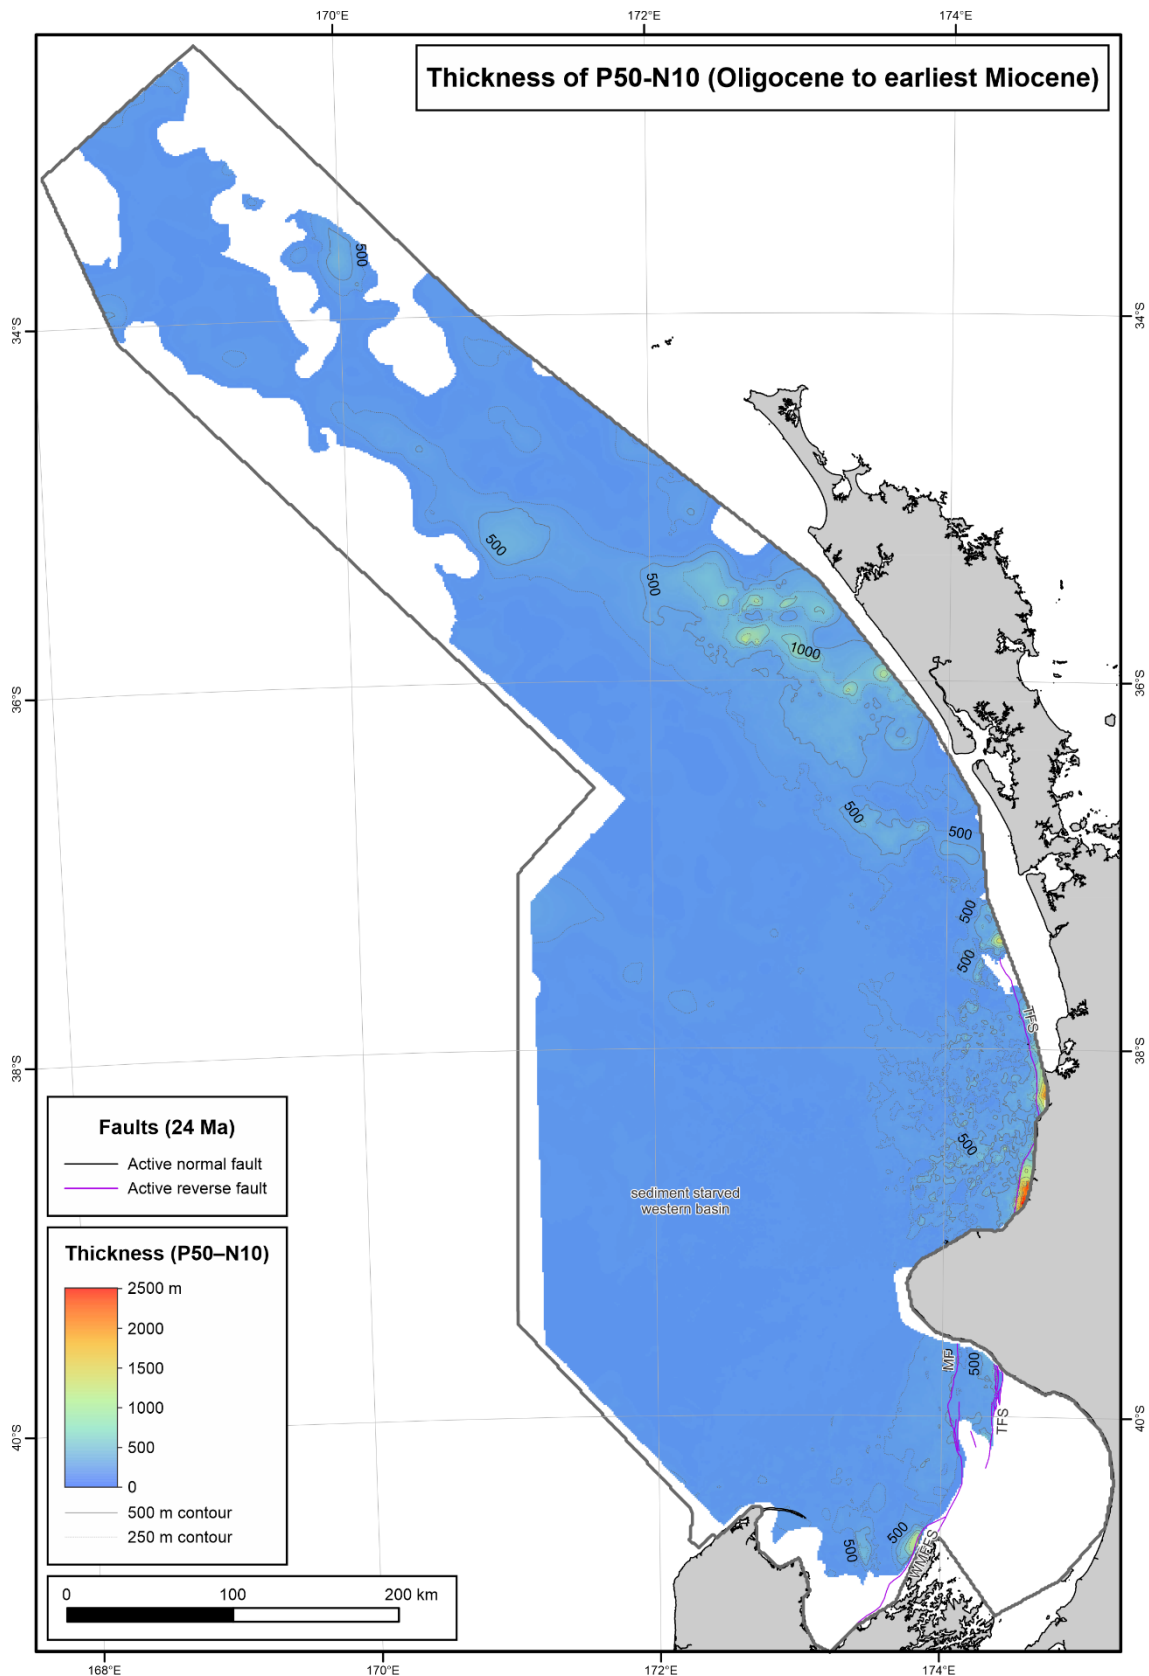 170°E
172°E
174°E
Thickness of P50-N10 (Oligocene to earliest Miocene)
500
34°S
34°S
500
500
1000
36°S
36°S
500
500
500
500
TFS
38°S
38°S
500
sediment starved
western basin
Faults (24 Ma)
Active normal fault
Active reverse fault
Thickness (P50–N10)
2500 m
2000
1500
1000
500
0
500 m contour
250 m contour
MF
500
TFS
40°S
40°S
500
500
WMFFS
0
100
200 km
168°E
170°E
172°E
174°E